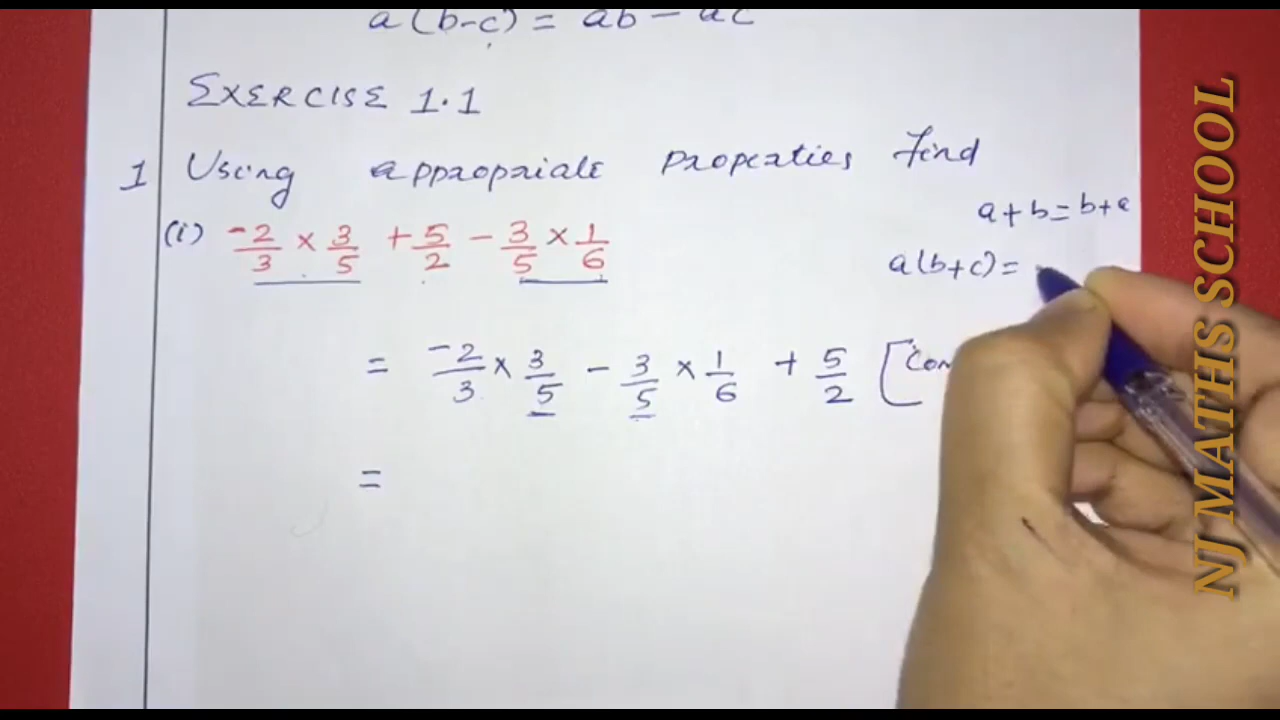 a(b-c) = ab - ac
EXERCISE 1.1
1 Using appropriate properties find
(i) -2/3 × 3/5 + 5/2 - 3/5 × 1/6
a+b=b+a
a(b+c)=
= -2/3 × 3/5 - 3/5 × 1/6 + 5/2 [Com
=
NJ MATHS SCHOOL